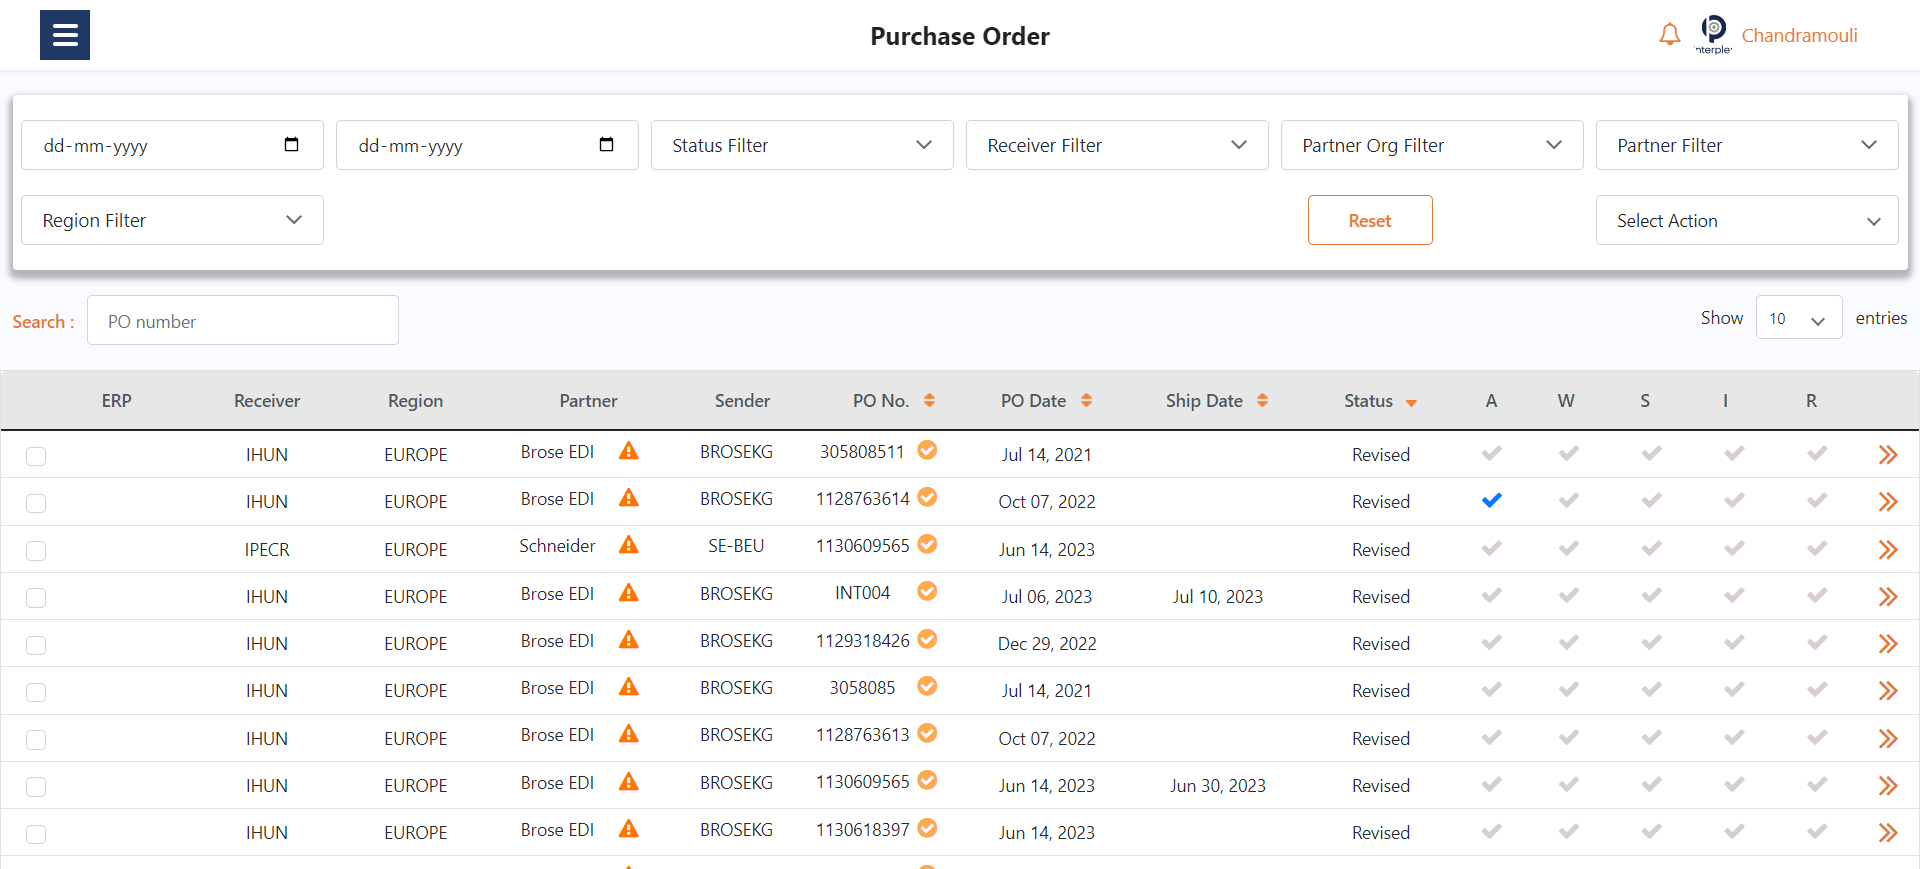 Purchase Order
nterple
Chandramouli
dd-mm-yyyy dd-mm-yyyy Status Filter Receiver Filter Partner Org Filter Partner Filter
Region Filter Reset Select Action
Search : PO number Show 10 entries
ERP Receiver Region Partner Sender PO No. PO Date Ship Date Status A W S I R
IHUN EUROPE Brose EDI BROSEKG 305808511 Jul 14, 2021 Revised
IHUN EUROPE Brose EDI BROSEKG 1128763614 Oct 07, 2022 Revised
IPECR EUROPE Schneider SE-BEU 1130609565 Jun 14, 2023 Revised
IHUN EUROPE Brose EDI BROSEKG INT004 Jul 06, 2023 Jul 10, 2023 Revised
IHUN EUROPE Brose EDI BROSEKG 1129318426 Dec 29, 2022 Revised
IHUN EUROPE Brose EDI BROSEKG 3058085 Jul 14, 2021 Revised
IHUN EUROPE Brose EDI BROSEKG 1128763613 Oct 07, 2022 Revised
IHUN EUROPE Brose EDI BROSEKG 1130609565 Jun 14, 2023 Jun 30, 2023 Revised
IHUN EUROPE Brose EDI BROSEKG 1130618397 Jun 14, 2023 Revised